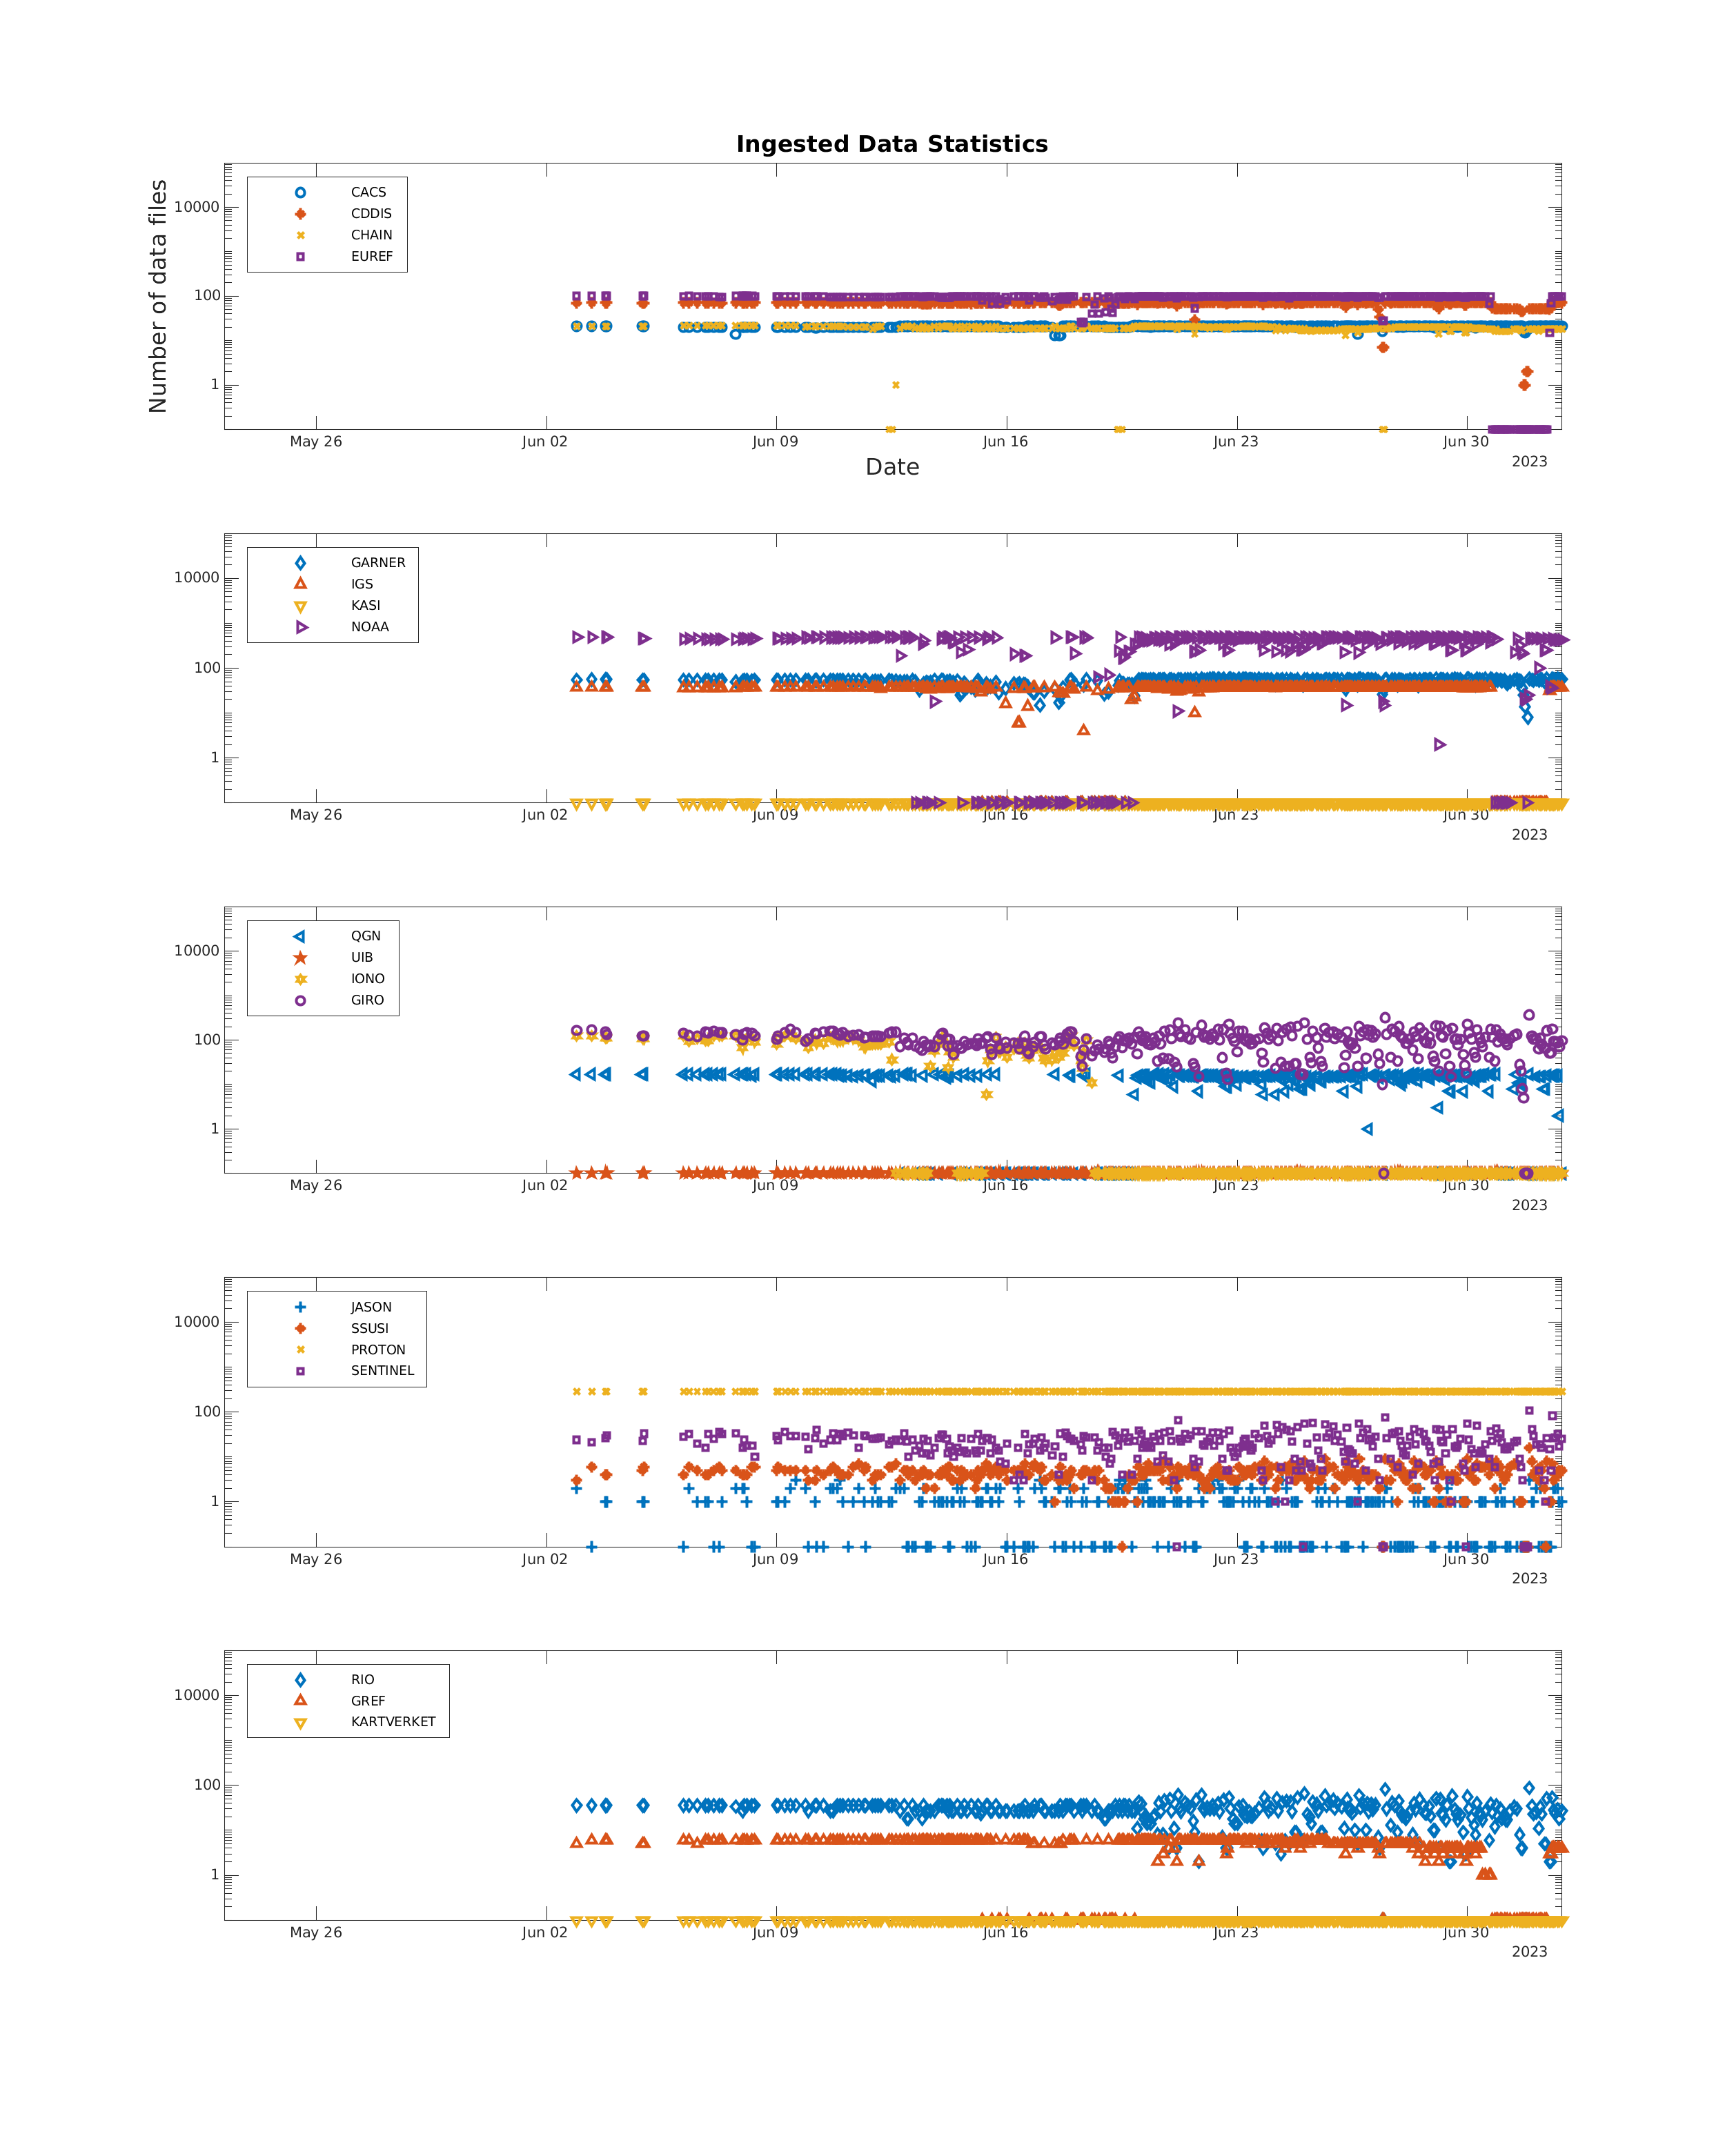 Ingested Data Statistics
Number of data files
CACS
CDDIS
CHAIN
EUREF
10000
100
1
May 26 Jun 02 Jun 09 Jun 16 Jun 23 Jun 30
2023
Date
GARNER
IGS
KASI
NOAA
10000
100
1
May 26 Jun 02 Jun 09 Jun 16 Jun 23 Jun 30
2023
QGN
UIB
IONO
GIRO
10000
100
1
May 26 Jun 02 Jun 09 Jun 16 Jun 23 Jun 30
2023
JASON
SSUSI
PROTON
SENTINEL
10000
100
1
May 26 Jun 02 Jun 09 Jun 16 Jun 23 Jun 30
2023
RIO
GREF
KARTVERKET
10000
100
1
May 26 Jun 02 Jun 09 Jun 16 Jun 23 Jun 30
2023